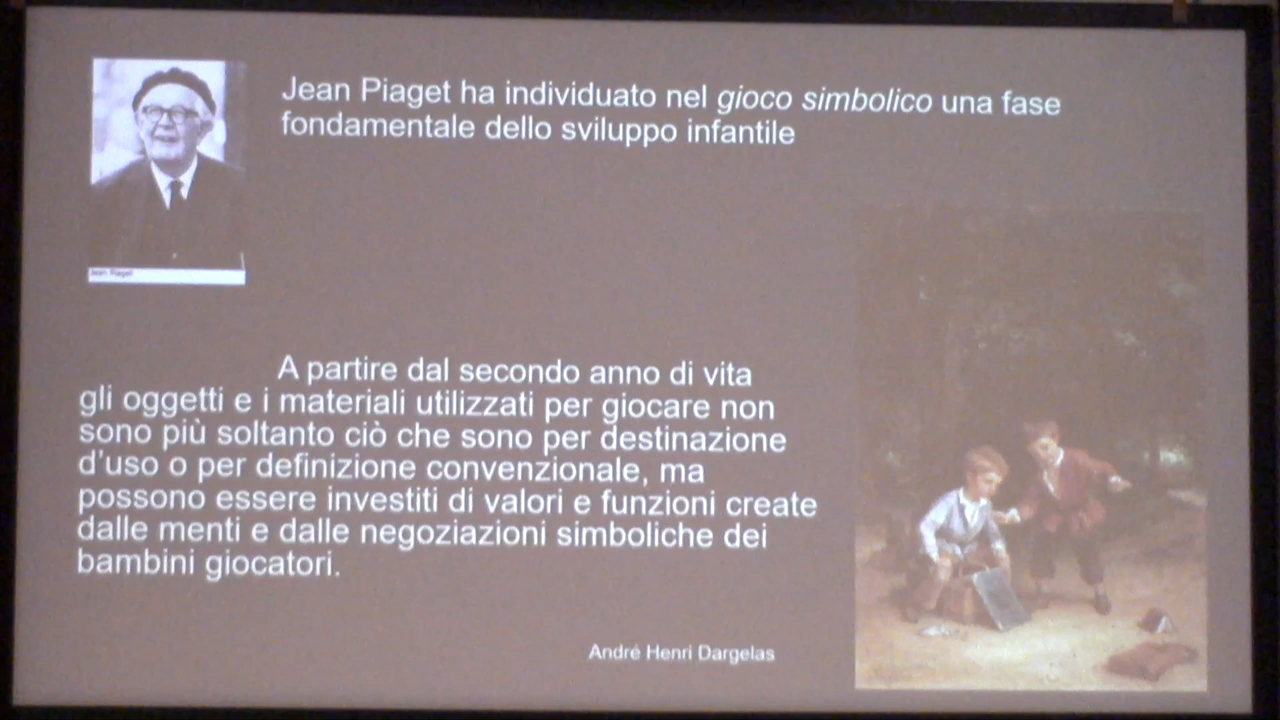 Jean Piaget ha individuato nel gioco simbolico una fase
fondamentale dello sviluppo infantile
Jean Piaget
A partire dal secondo anno di vita
gli oggetti e i materiali utilizzati per giocare non
sono più soltanto ciò che sono per destinazione
d'uso o per definizione convenzionale, ma
possono essere investiti di valori e funzioni create
dalle menti e dalle negoziazioni simboliche dei
bambini giocatori.
André Henri Dargelas